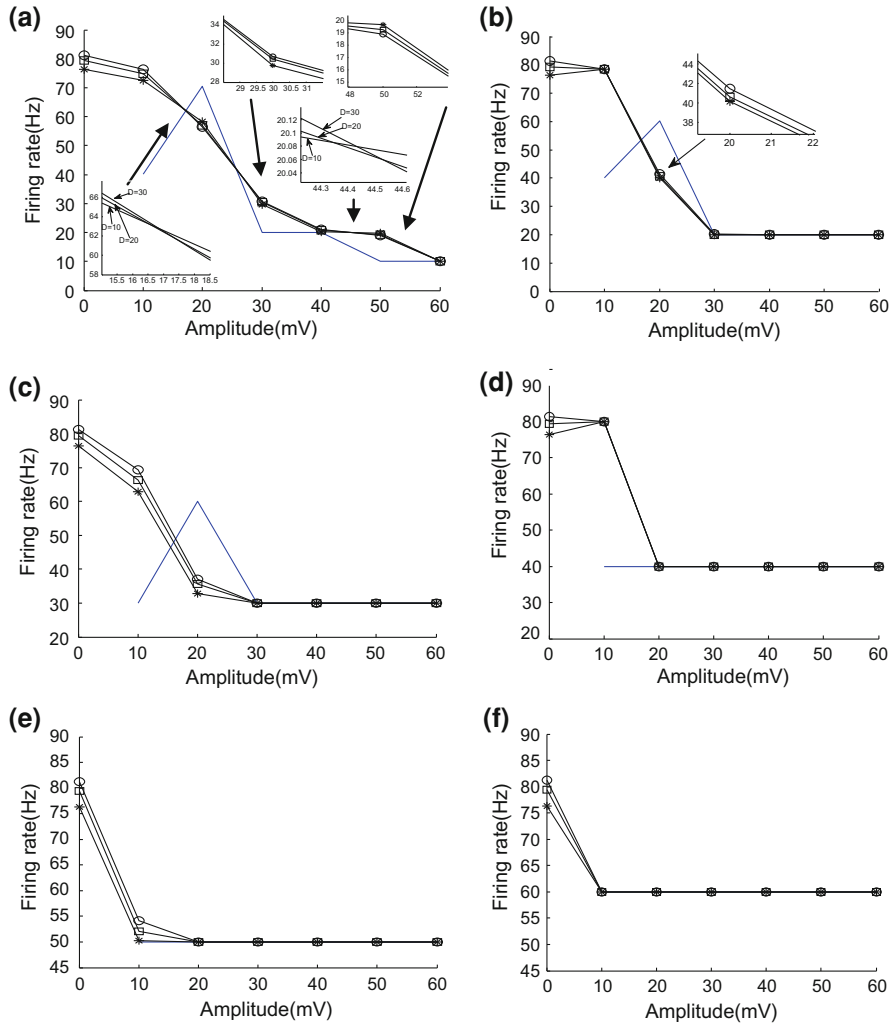 (a)
90
80
70
60
50
40
30
20
10
0
Firing rate(Hz)
0 10 20 30 40 50 60
Amplitude(mV)
34
32
30
28
29 29.5 30 30.5 31
20
19
18
17
16
15
48 50 52
20.12
20.1
20.08
20.06
20.04
44.3 44.4 44.5 44.6
D=30
D=20
D=10
66
64
62
60
58
15.5 16 16.5 17 17.5 18 18.5
D=30
D=10
D=20
(b)
90
80
70
60
50
40
30
20
10
0
Firing rate(Hz)
0 10 20 30 40 50 60
Amplitude(mV)
44
42
40
38
20 21 22
(c)
90
80
70
60
50
40
30
20
Firing rate(Hz)
0 10 20 30 40 50 60
Amplitude(mV)
(d)
90
80
70
60
50
40
30
20
Firing rate(Hz)
0 10 20 30 40 50 60
Amplitude(mV)
(e)
90
85
80
75
70
65
60
55
50
45
Firing rate(Hz)
0 10 20 30 40 50 60
Amplitude(mV)
(f)
90
85
80
75
70
65
60
55
50
45
Firing rate(Hz)
0 10 20 30 40 50 60
Amplitude(mV)